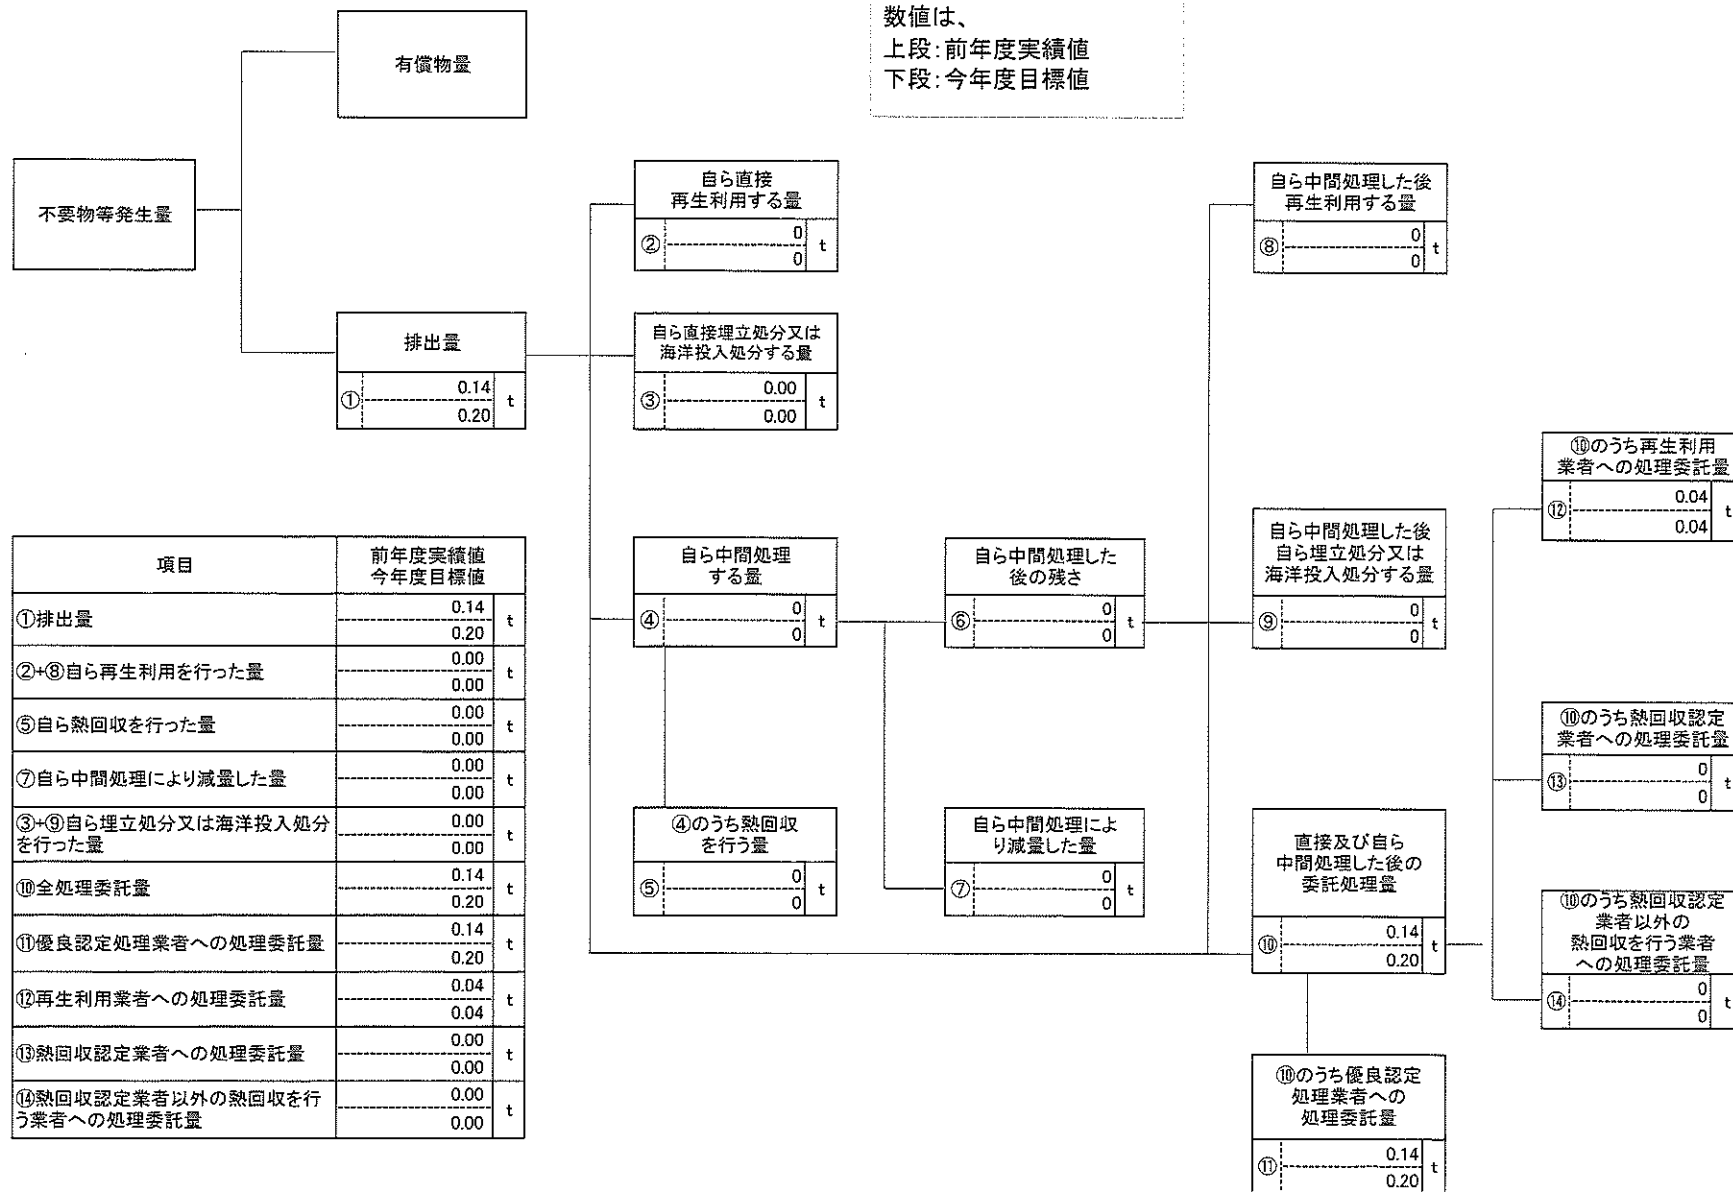 数値は、
上段:前年度実績値
下段:今年度目標値
有償物量
不要物等発生量
排出量
①
0.14
0.20
t
自ら直接
再生利用する量
②
0
0
t
自ら直接埋立処分又は
海洋投入処分する量
③
0.00
0.00
t
自ら中間処理
する量
④
0
0
t
④のうち熱回収
を行う量
⑤
0
0
t
自ら中間処理した
後の残さ
⑥
0
0
t
自ら中間処理によ
り減量した量
⑦
0
0
t
自ら中間処理した後
再生利用する量
⑧
0
0
t
自ら中間処理した後
自ら埋立処分又は
海洋投入処分する量
⑨
0
0
t
直接及び自ら
中間処理した後の
委託処理量
⑩
0.14
0.20
t
⑩のうち優良認定
処理業者への
処理委託量
⑪
0.14
0.20
t
⑩のうち再生利用
業者への処理委託量
⑫
0.04
0.04
t
⑩のうち熱回収認定
業者への処理委託量
⑬
0
0
t
⑩のうち熱回収認定
業者以外の
熱回収を行う業者
への処理委託量
⑭
0
0
t
項目
前年度実績値
今年度目標値
①排出量
0.14
0.20
t
②+⑧自ら再生利用を行った量
0.00
0.00
t
⑤自ら熱回収を行った量
0.00
0.00
t
⑦自ら中間処理により減量した量
0.00
0.00
t
③+⑨自ら埋立処分又は海洋投入処分
を行った量
0.00
0.00
t
⑩全処理委託量
0.14
0.20
t
⑪優良認定処理業者への処理委託量
0.14
0.20
t
⑫再生利用業者への処理委託量
0.04
0.04
t
⑬熱回収認定業者への処理委託量
0.00
0.00
t
⑭熱回収認定業者以外の熱回収を行
う業者への処理委託量
0.00
0.00
t